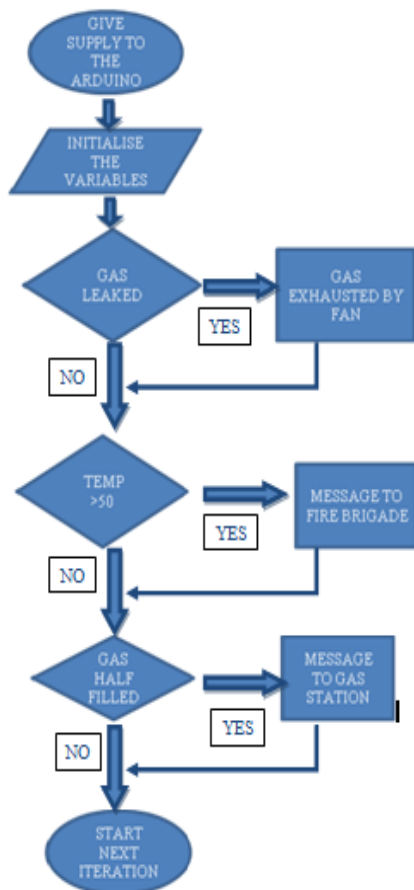 GIVE
SUPPLY TO
THE
ARDUINO
INITIALISE
THE
VARIABLES
GAS
LEAKED
YES
GAS
EXHAUSTED BY
FAN
NO
TEMP
>50
YES
MESSAGE TO
FIRE BRIGADE
NO
GAS
HALF
FILLED
YES
MESSAGE
TO GAS
STATION
NO
START
NEXT
ITERATION